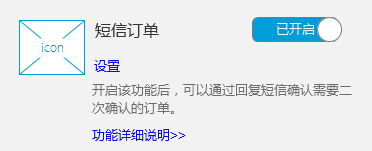 短信订单
已开启
icon
设置
开启该功能后，可以通过回复短信确认需要二
次确认的订单。
功能详细说明>>